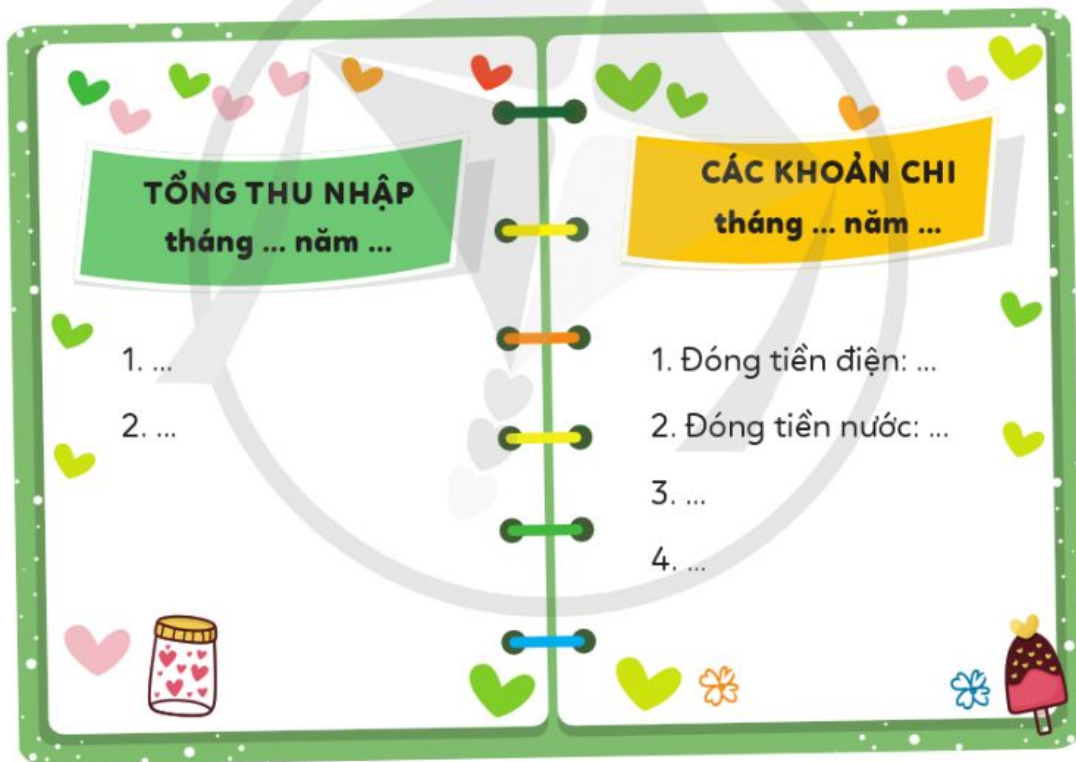 TỔNG THU NHẬP
tháng ... năm ...
1. ...
2. ...
CÁC KHOẢN CHI
tháng ... năm ...
1. Đóng tiền điện: ...
2. Đóng tiền nước: ...
3. ...
4. ...